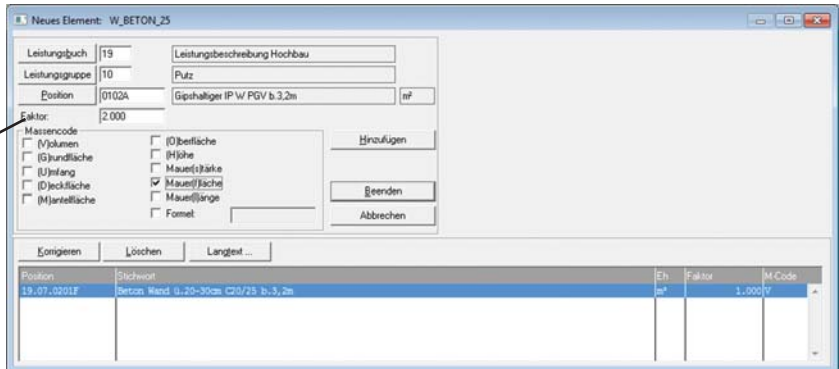 Neues Element: W_BETON_25
Leistungsbuch 19 Leistungsbeschreibung Hochbau
Leistungsgruppe 10 Putz
Position 0102A Gipshaltiger IP W PGV b.3,2m m²
Faktor: 2.000
Massencode
(V)olumen (O)berfläche Hinzufügen
(G)rundfläche (H)öhe
(U)mfang Mauer(s)tärke
(D)eckfläche Mauer(f)läche Beenden
(M)antelfläche Mauer(l)änge
Formel: Abbrechen
Korrigieren Löschen Langtext ...
Position Stichwort Eh Faktor M-Code
19.07.0201F Beton Wand ü.20-30cm C20/25 b.3,2m m³ 1.000 V